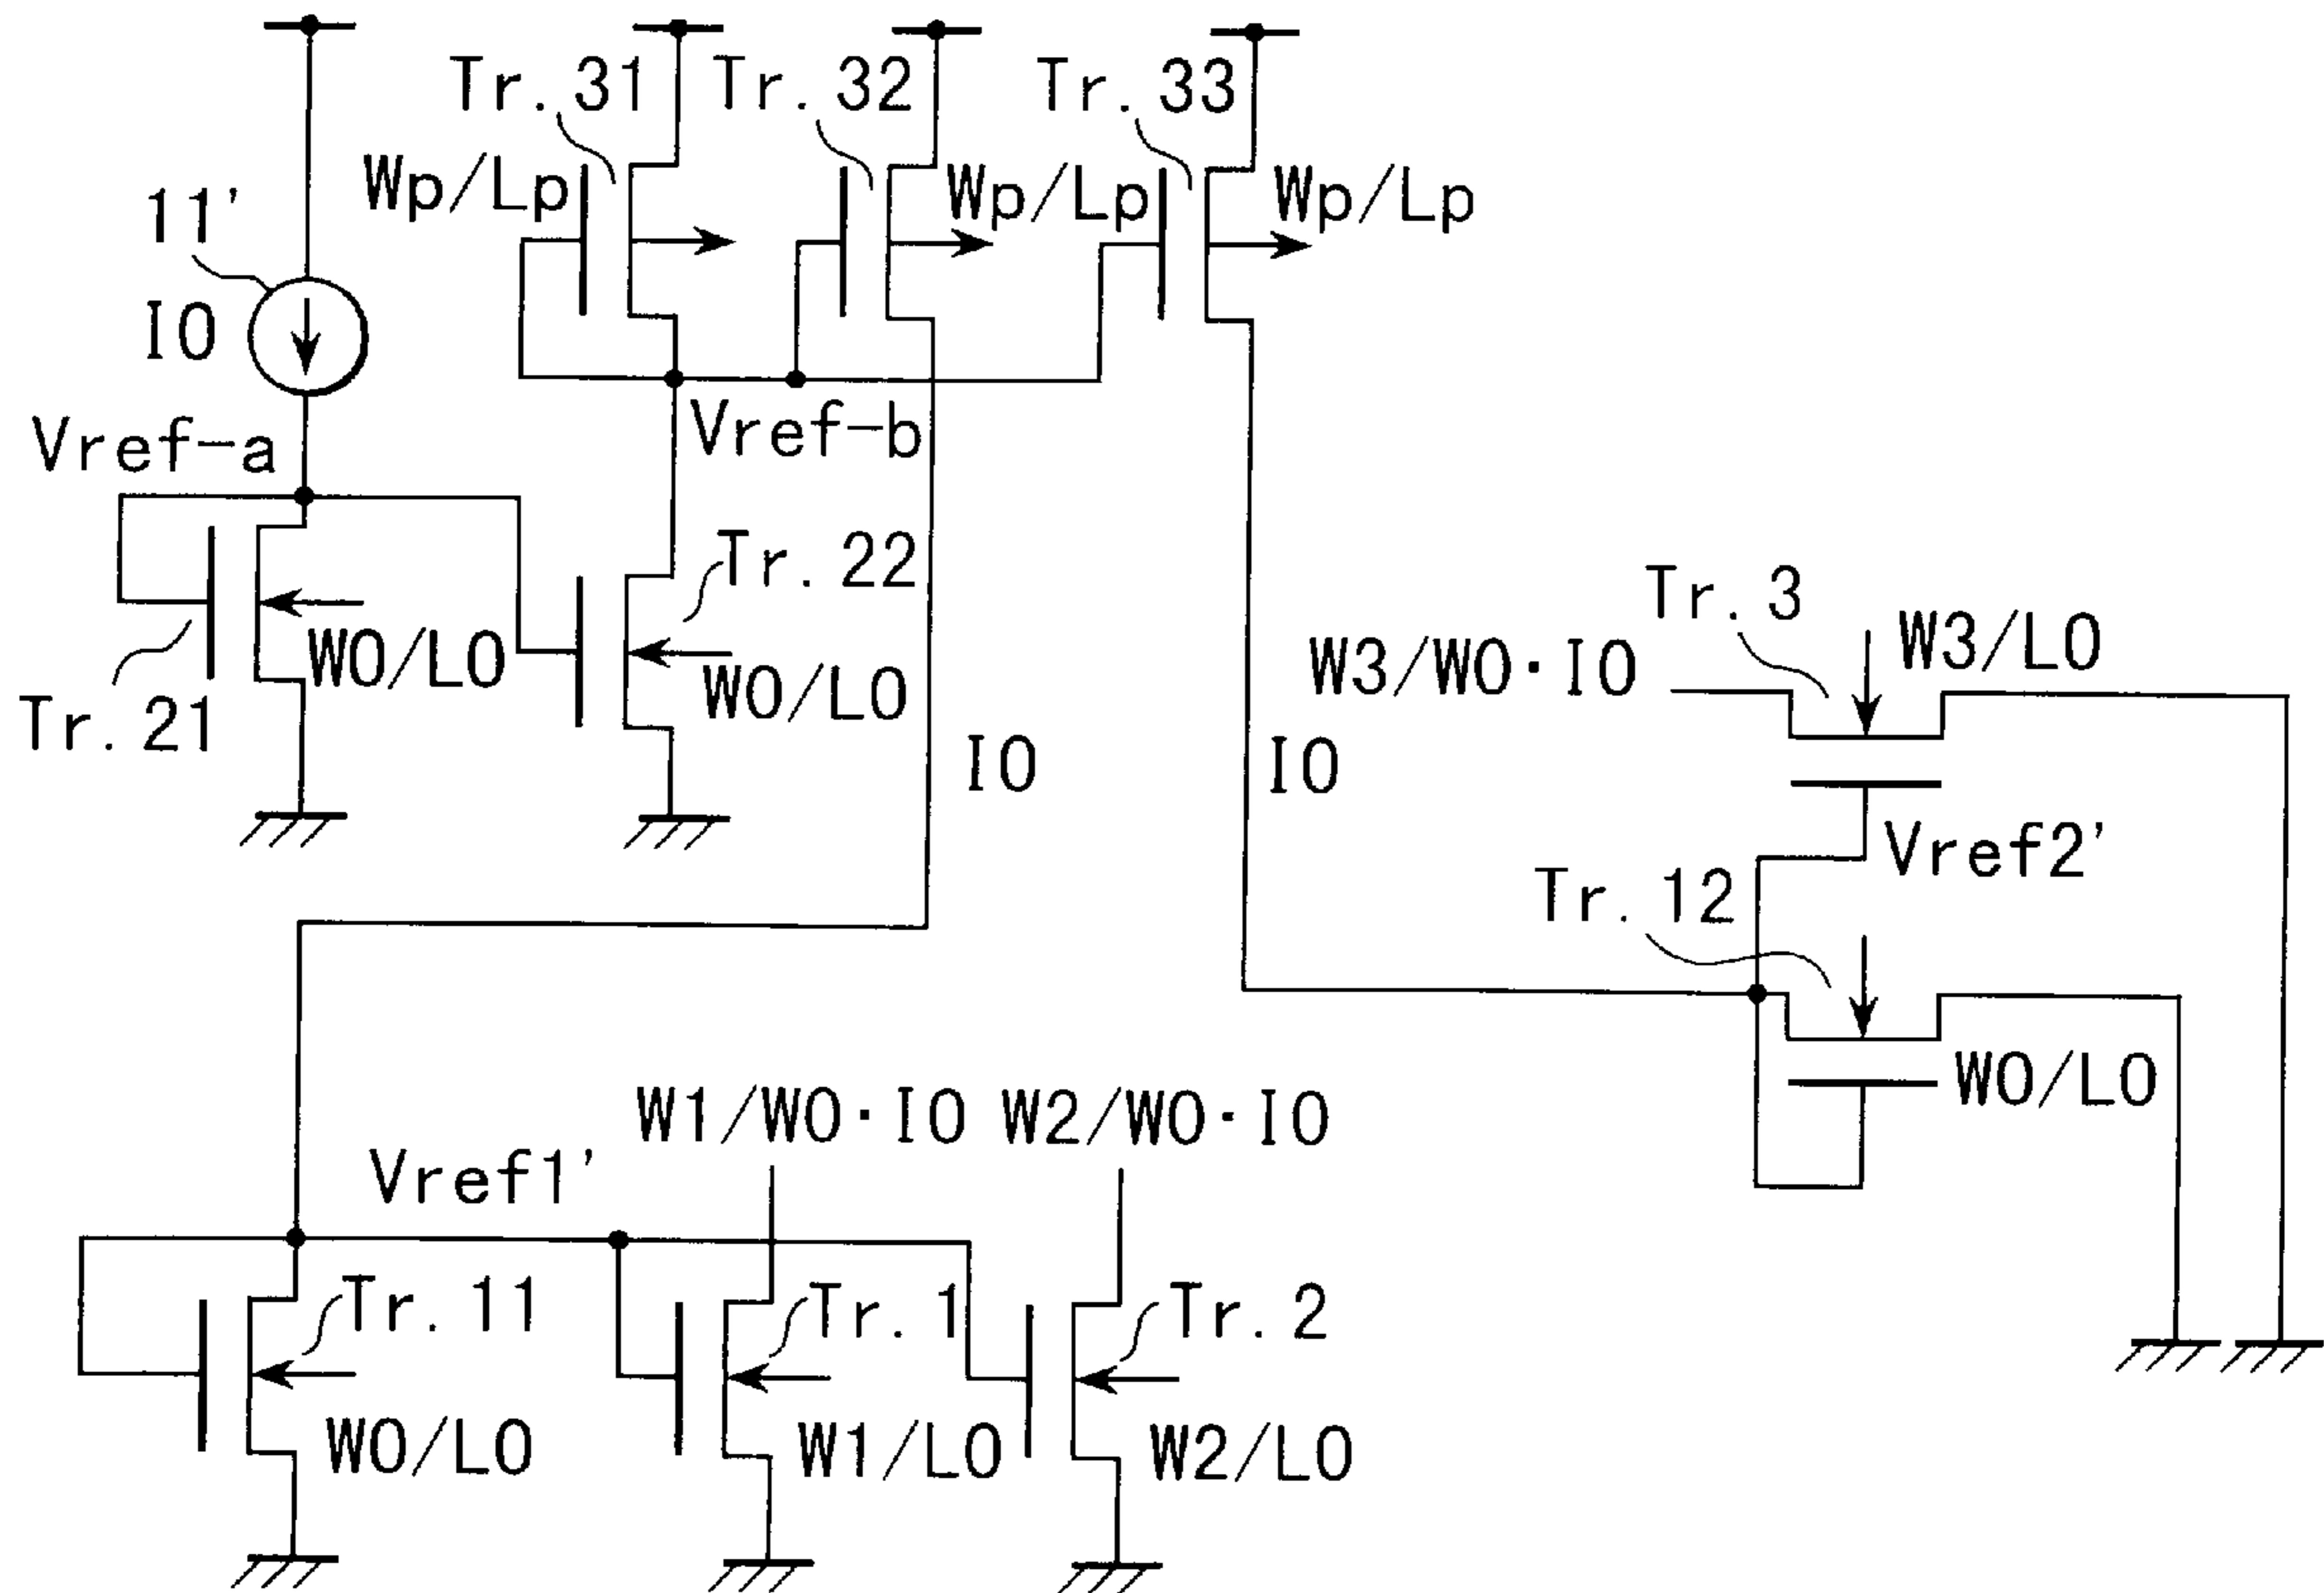 Tr. 31
Tr. 32
Tr. 33
Wp/Lp
Wp/Lp
Wp/Lp
11'
I0
Vref-a
Vref-b
Tr. 22
W0/L0
W0/L0
Tr. 21
I0
I0
Tr. 3
W3/W0·I0
W3/L0
Vref2'
Tr. 12
W0/L0
W1/W0·I0
W2/W0·I0
Vref1'
Tr. 11
Tr. 1
Tr. 2
W0/L0
W1/L0
W2/L0